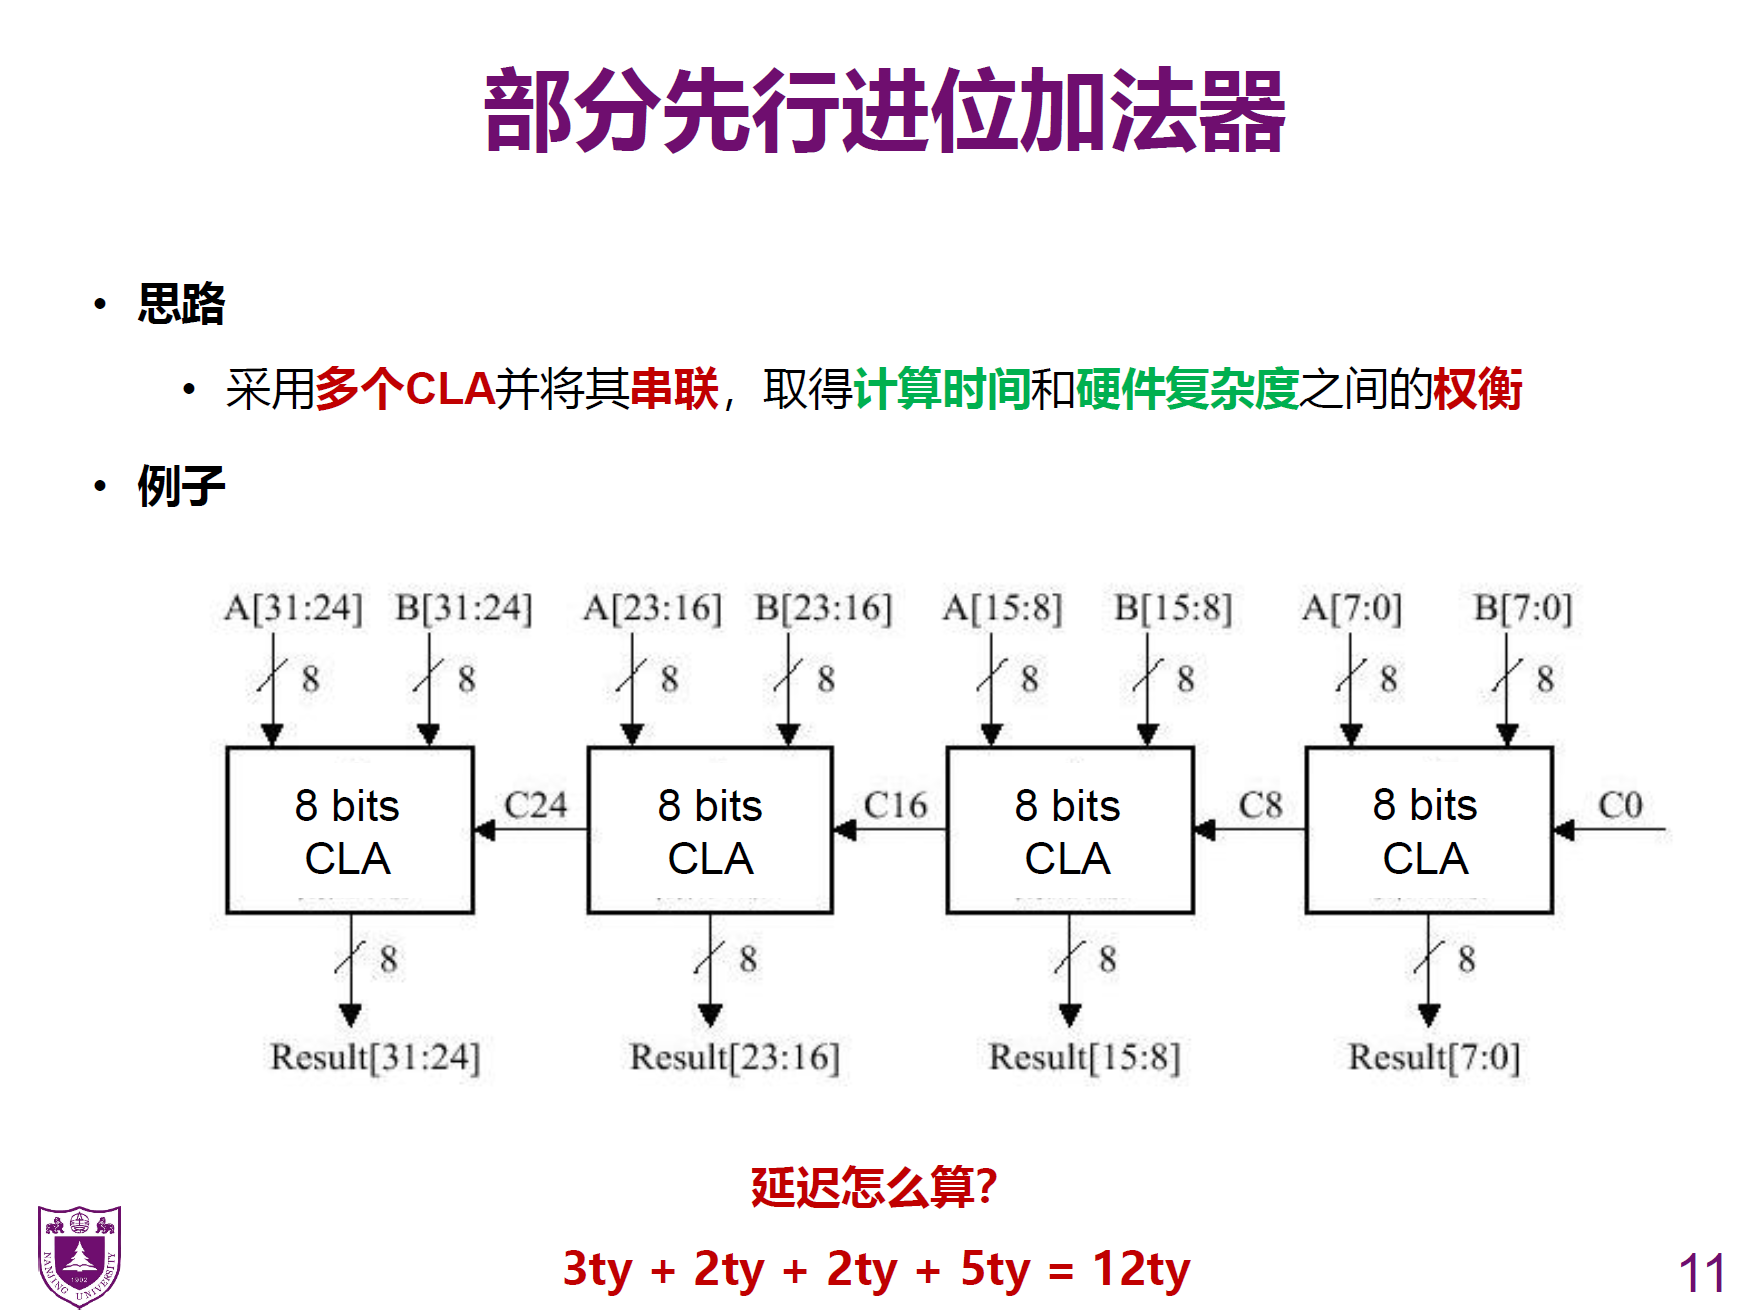 部分先行进位加法器
• 思路
• 采用多个CLA并将其串联，取得计算时间和硬件复杂度之间的权衡
• 例子
A[31:24] B[31:24] A[23:16] B[23:16] A[15:8] B[15:8] A[7:0] B[7:0]
8 8 8 8 8 8 8 8
8 bits CLA
C24
8 bits CLA
C16
8 bits CLA
C8
8 bits CLA
C0
8 8 8 8
Result[31:24] Result[23:16] Result[15:8] Result[7:0]
延迟怎么算？
3ty + 2ty + 2ty + 5ty = 12ty
NANJING UNIVERSITY
1902
11